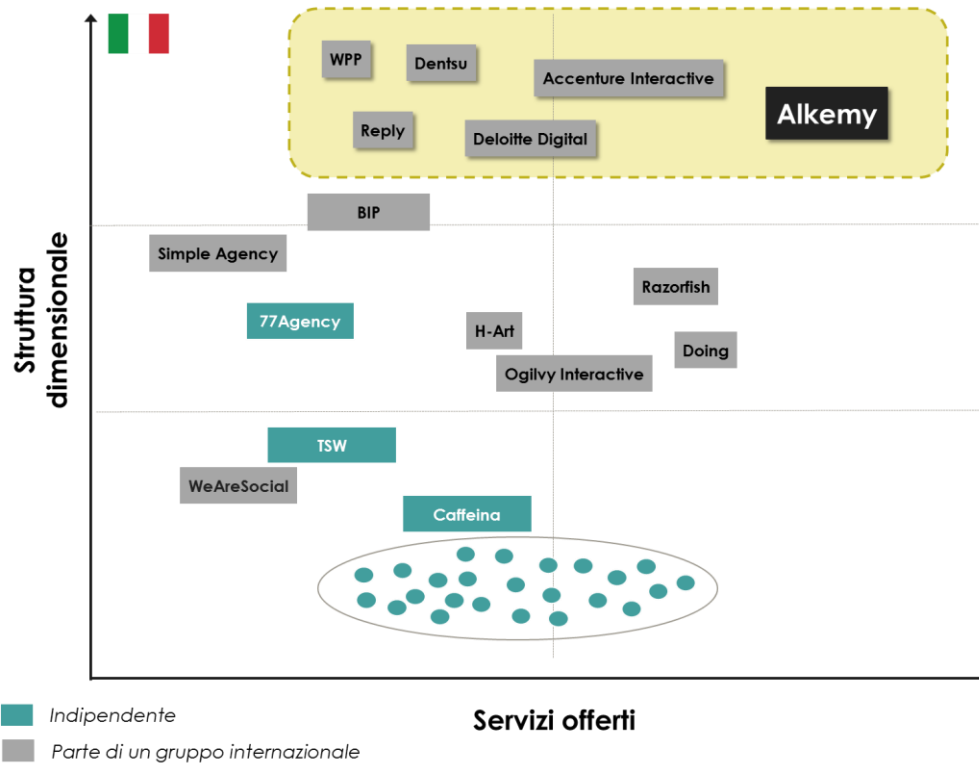 WPP
Dentsu
Accenture Interactive
Alkemy
Reply
Deloitte Digital
BIP
Simple Agency
Razorfish
77Agency
H-Art
Doing
Ogilvy Interactive
Struttura
dimensionale
TSW
WeAreSocial
Caffeina
Servizi offerti
Indipendente
Parte di un gruppo internazionale